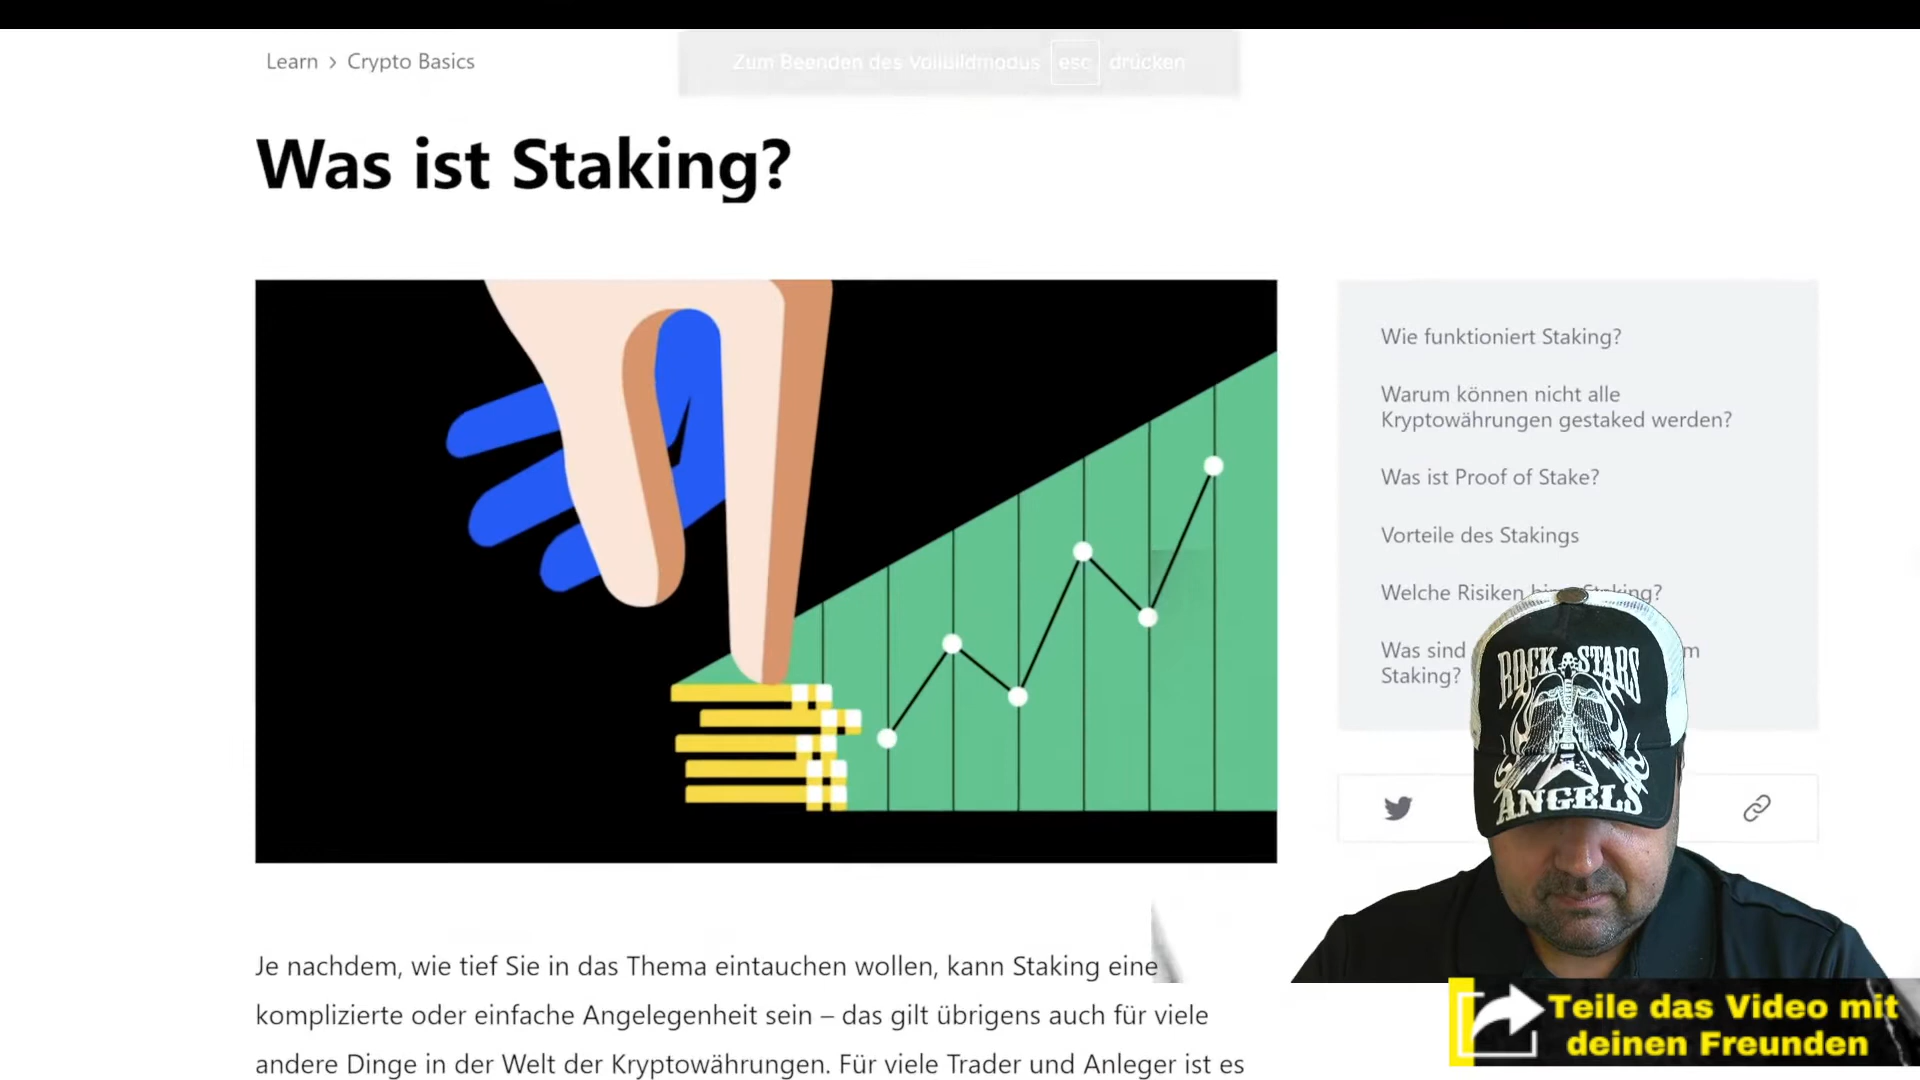 Learn > Crypto Basics
Zum Beenden des Vollbildmodus esc drücken
Was ist Staking?
Wie funktioniert Staking?
Warum können nicht alle
Kryptowährungen gestaked werden?
Was ist Proof of Stake?
Vorteile des Stakings
Welche Risiken Staking?
Was sind
Staking?
ROCK STARS
ANGELS
Je nachdem, wie tief Sie in das Thema eintauchen wollen, kann Staking eine
komplizierte oder einfache Angelegenheit sein – das gilt übrigens auch für viele
andere Dinge in der Welt der Kryptowährungen. Für viele Trader und Anleger ist es
Teile das Video mit
deinen Freunden